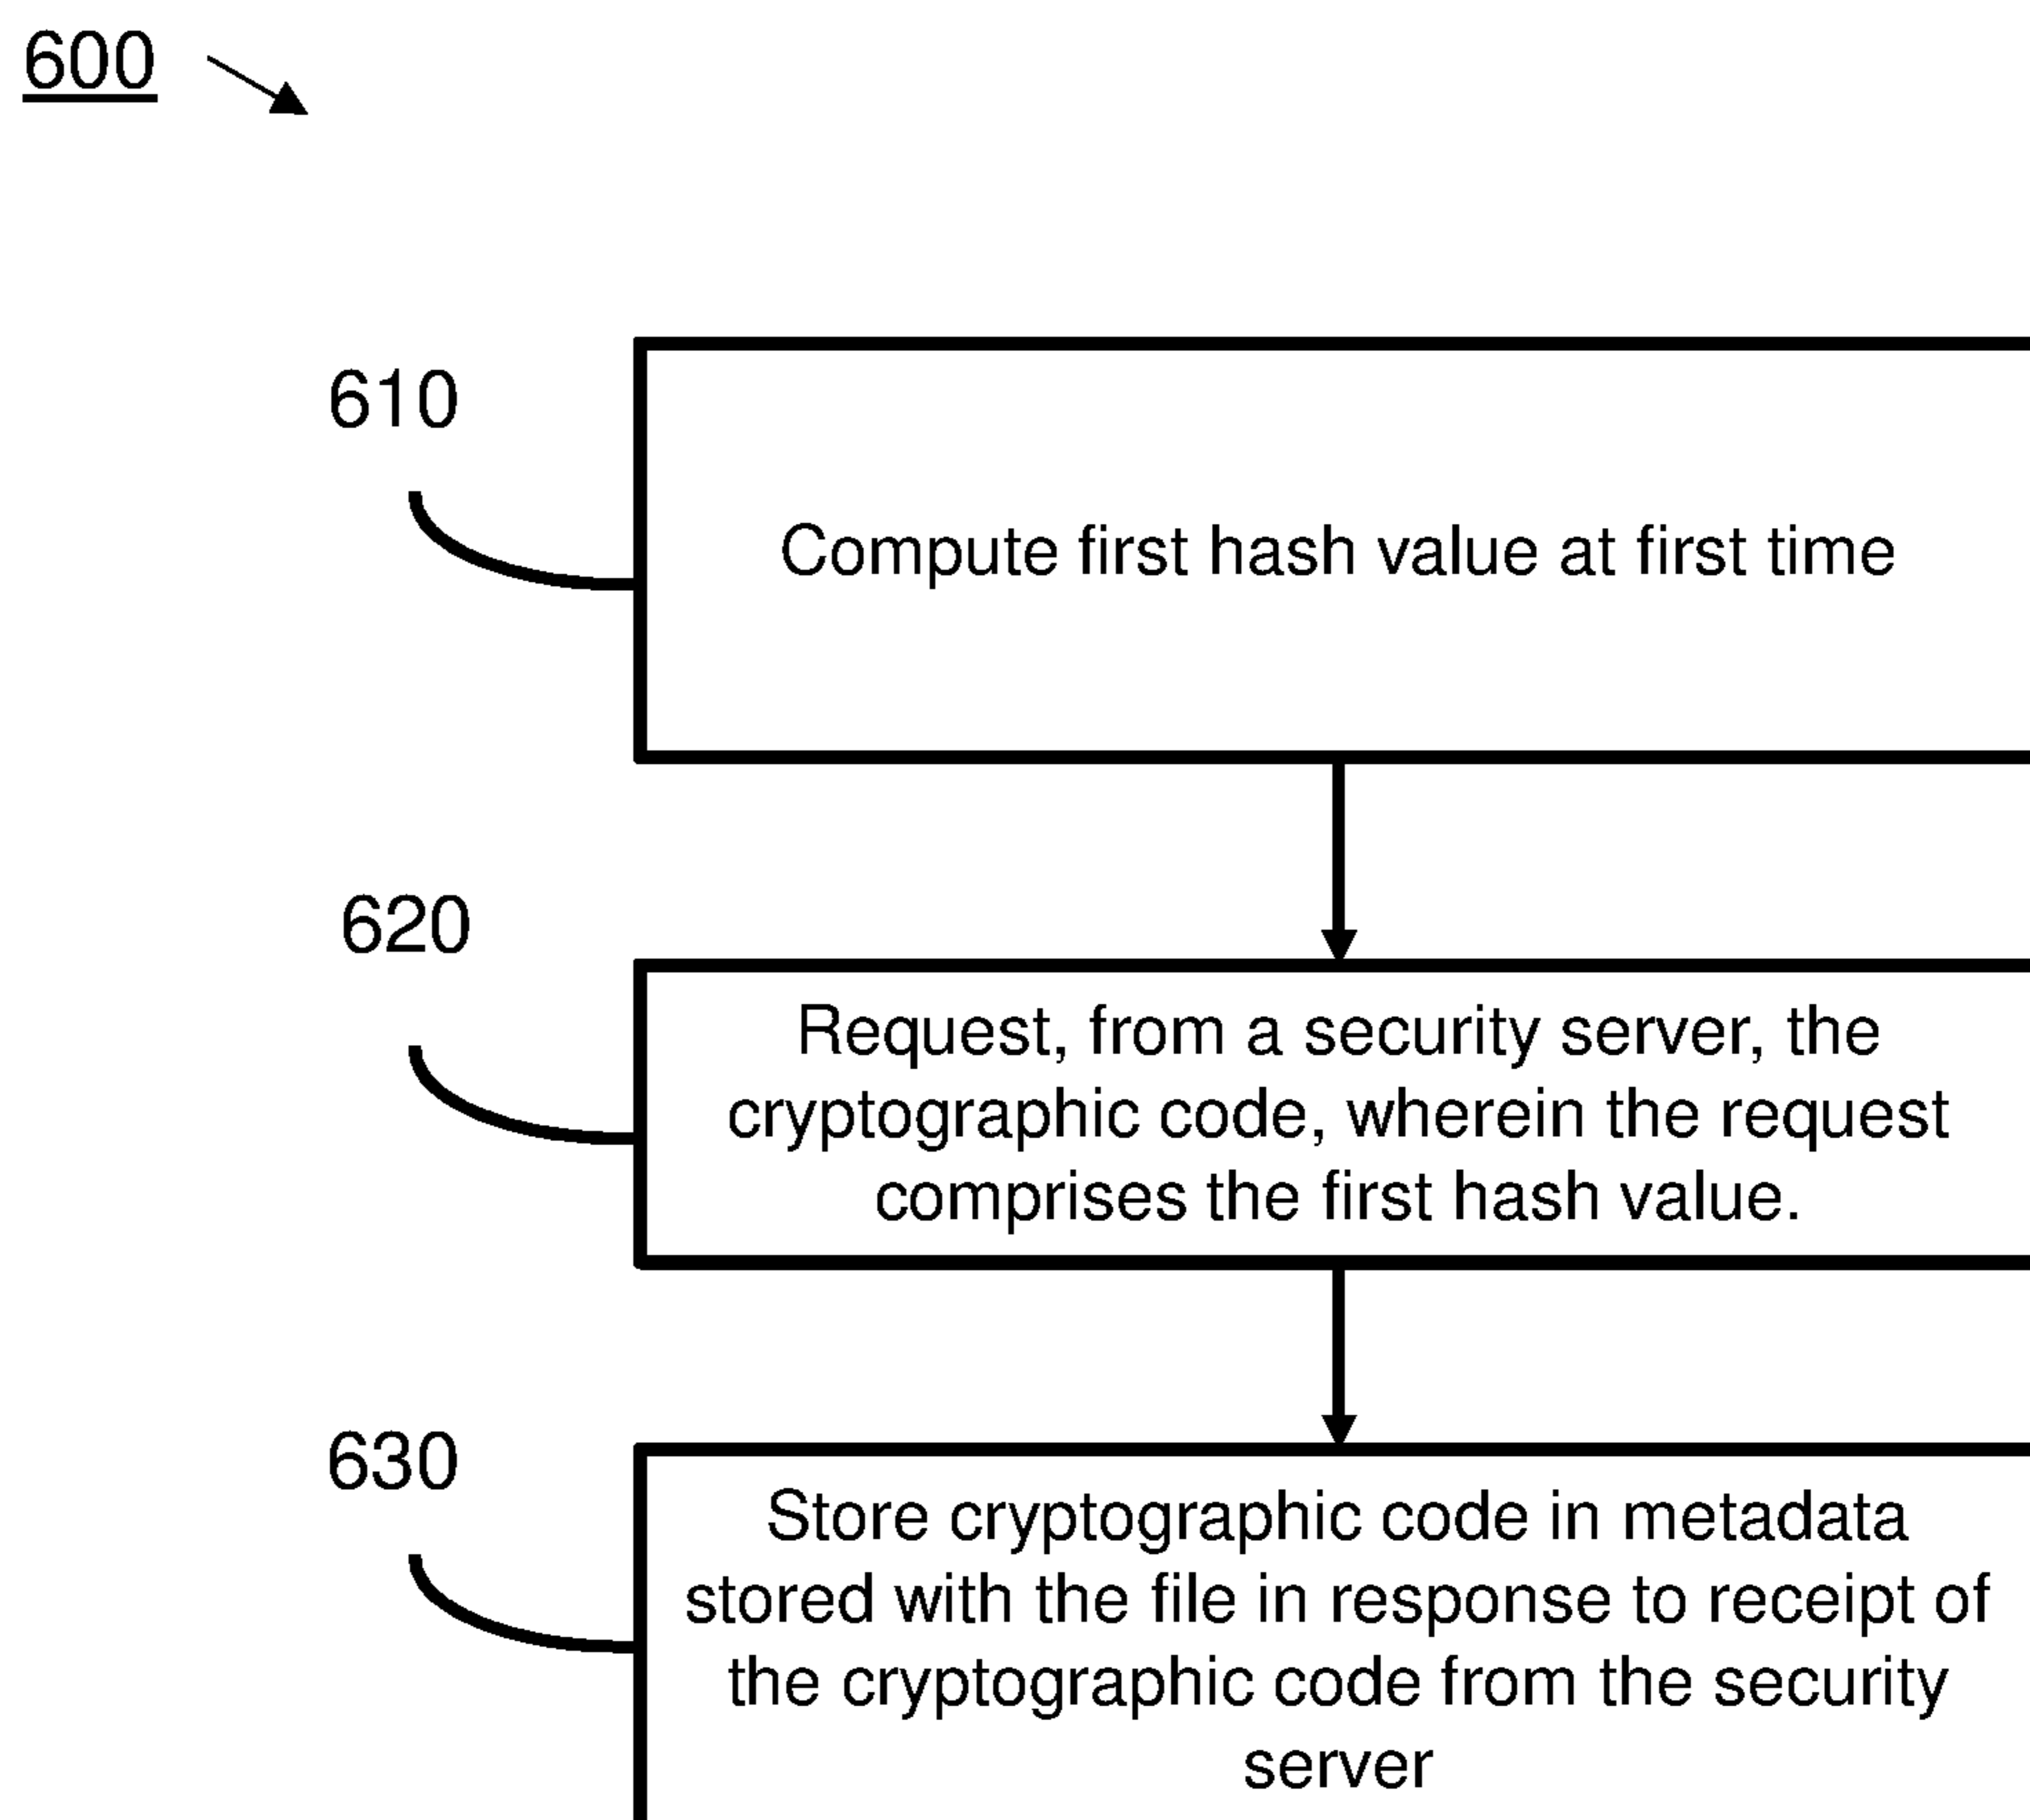 600
610
Compute first hash value at first time
620
Request, from a security server, the
cryptographic code, wherein the request
comprises the first hash value.
630
Store cryptographic code in metadata
stored with the file in response to receipt of
the cryptographic code from the security
server